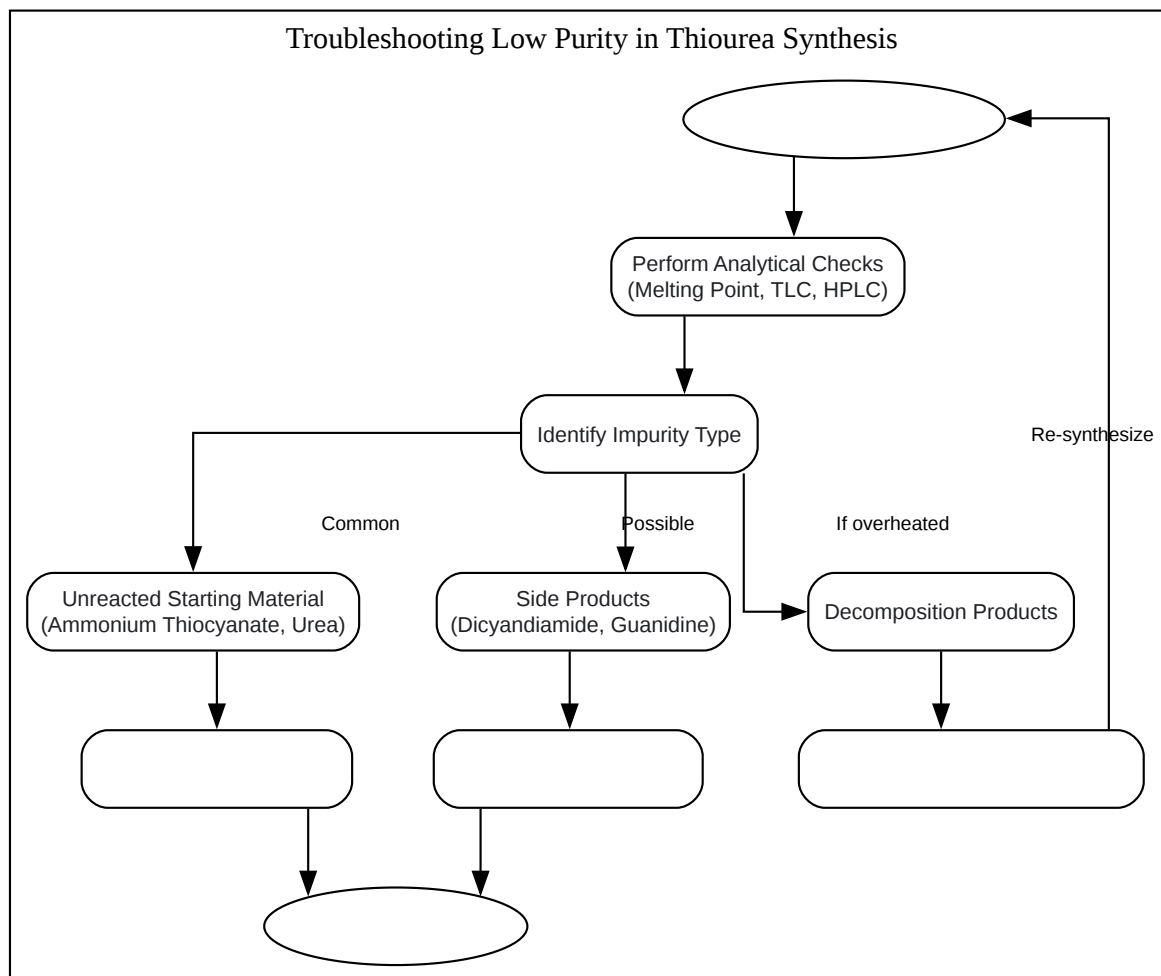 Troubleshooting Low Purity in Thiourea Synthesis
Perform Analytical Checks
(Melting Point, TLC, HPLC)
Identify Impurity Type
Re-synthesize
Common
Possible
If overheated
Unreacted Starting Material
(Ammonium Thiocyanate, Urea)
Side Products
(Dicyandiamide, Guanidine)
Decomposition Products